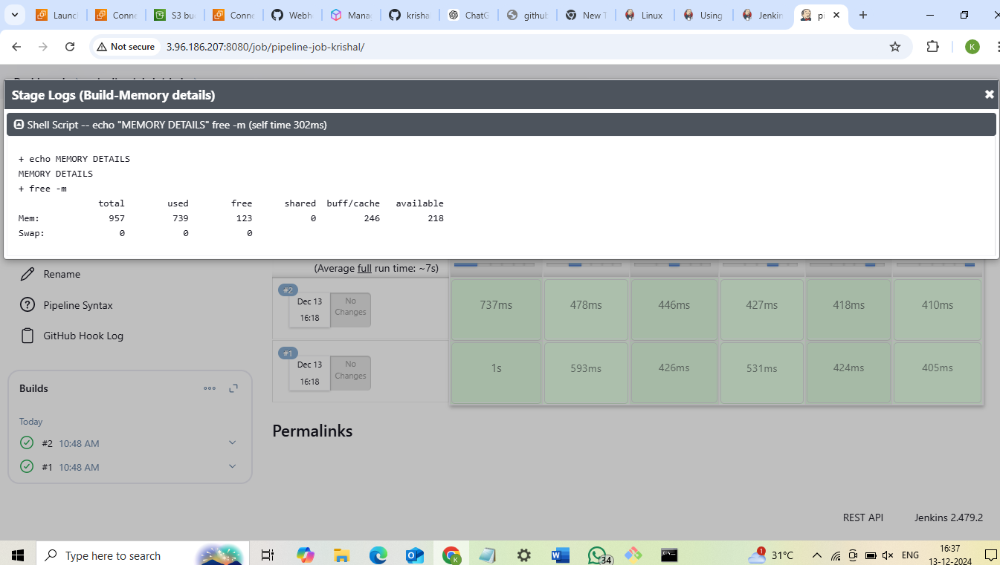 Launc
Conne
S3 bu
Conne
Webh
Mana
krisha
ChatG
github
New T
Linux
Using
Jenkin
pi
Not secure
3.96.186.207:8080/job/pipeline-job-krishal/
K
Stage Logs (Build-Memory details)
Shell Script -- echo "MEMORY DETAILS" free -m (self time 302ms)
+ echo MEMORY DETAILS
MEMORY DETAILS
+ free -m
total used free shared buff/cache available
Mem: 957 739 123 0 246 218
Swap: 0 0 0
(Average full run time: ~7s)
Rename
Pipeline Syntax
GitHub Hook Log
#2
Dec 13
16:18
No
Changes
737ms 478ms 446ms 427ms 418ms 410ms
#1
Dec 13
16:18
No
Changes
1s 593ms 426ms 531ms 424ms 405ms
Builds
Today
#2 10:48 AM
#1 10:48 AM
Permalinks
REST API Jenkins 2.479.2
Type here to search
K
34
1
31°C
ENG
16:37
13-12-2024